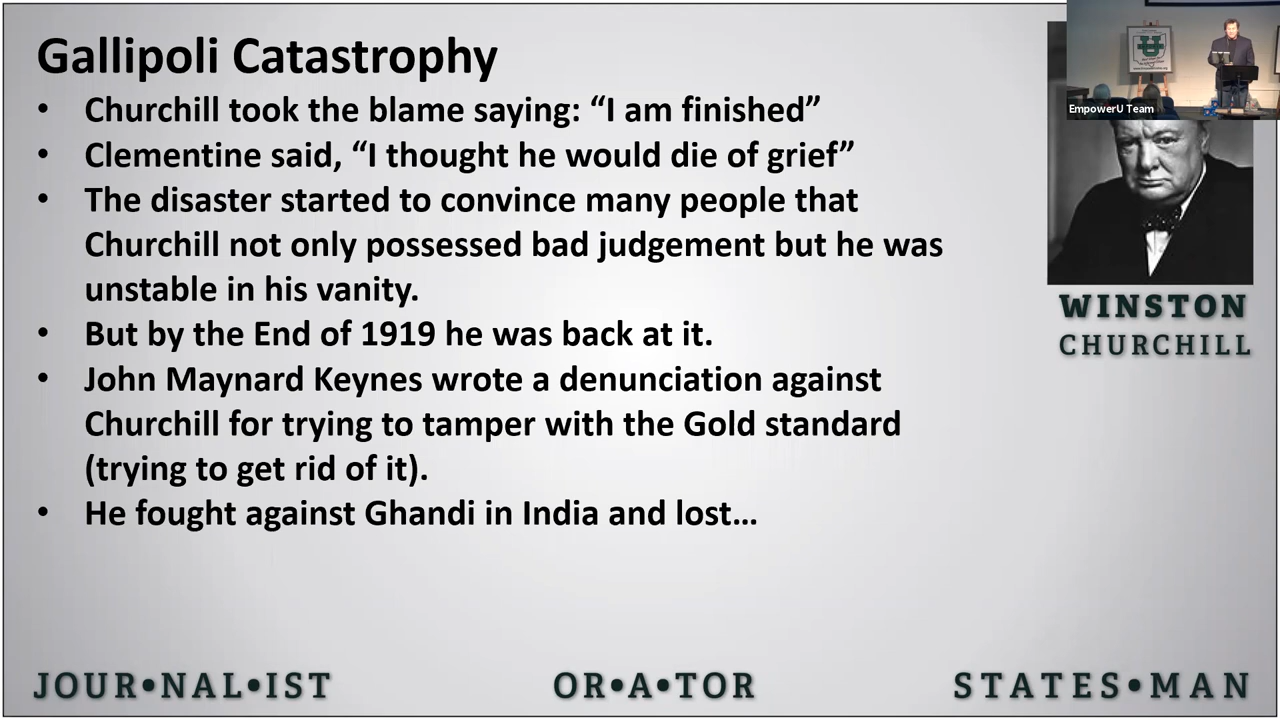 Gallipoli Catastrophy
• Churchill took the blame saying: “I am finished”
• Clementine said, “I thought he would die of grief”
• The disaster started to convince many people that
Churchill not only possessed bad judgement but he was
unstable in his vanity.
• But by the End of 1919 he was back at it.
• John Maynard Keynes wrote a denunciation against
Churchill for trying to tamper with the Gold standard
(trying to get rid of it).
• He fought against Ghandi in India and lost…
EmpowerU Team
WINSTON
CHURCHILL
JOUR•NAL•IST
OR•A•TOR
STATES•MAN